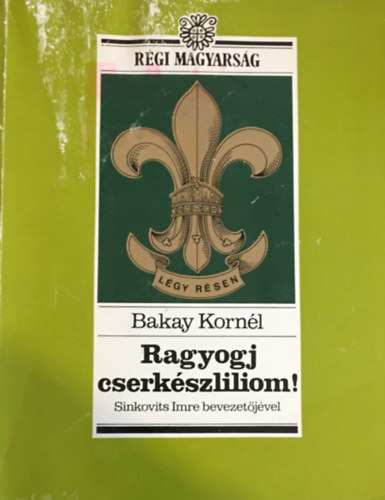 RÉGI MAGYARSÁG
LÉGY RÉSEN
Bakay Kornél
Ragyogj
cserkészliliom!
Sinkovits Imre bevezetőjével